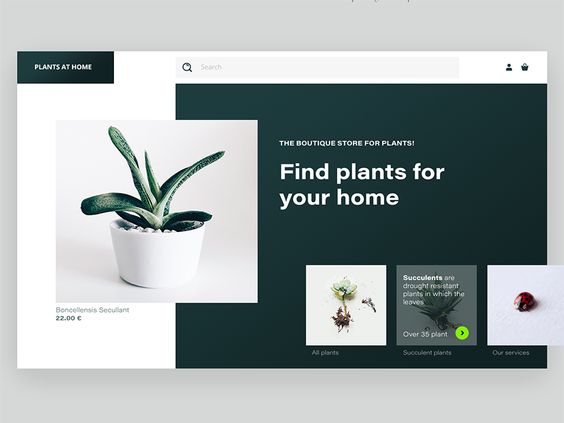 PLANTS AT HOME
Search
THE BOUTIQUE STORE FOR PLANTS!
Find plants for
your home
Boncellensis Secullant
22.00 €
Succulents are
drought resistant
plants in which the
leaves
Over 35 plant
All plants
Succulent plants
Our services